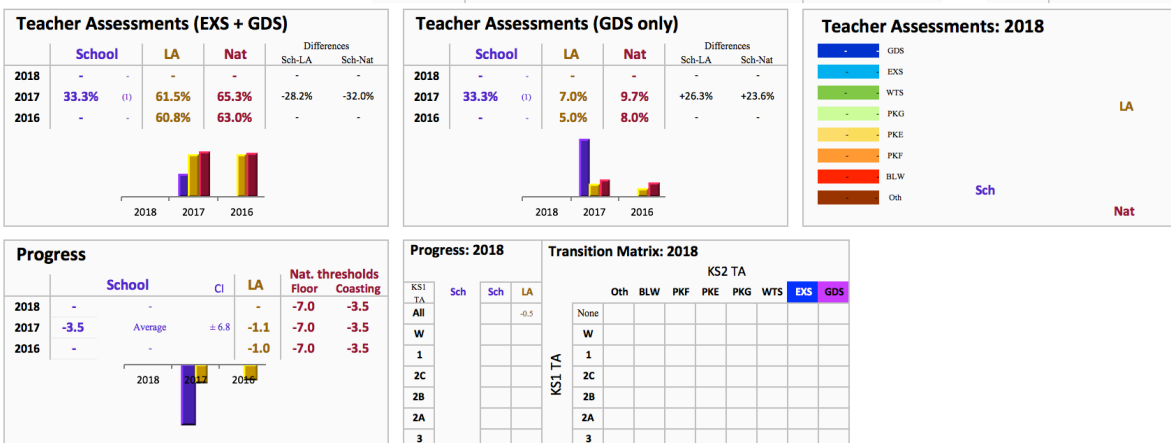 Teacher Assessments (EXS + GDS)
School LA Nat Differences
Sch-LA Sch-Nat
2018 - - - - - -
2017 33.3% (1) 61.5% 65.3% -28.2% -32.0%
2016 - - 60.8% 63.0% - -
2018 2017 2016
Teacher Assessments (GDS only)
School LA Nat Differences
Sch-LA Sch-Nat
2018 - - - - - -
2017 33.3% (1) 7.0% 9.7% +26.3% +23.6%
2016 - - 5.0% 8.0% - -
2018 2017 2016
Teacher Assessments: 2018
- - GDS
- - EXS
- - WTS
- - PKG
- - PKE
- - PKF
- - BLW
- - Oth
LA
Sch
Nat
Progress
School CI LA Nat. thresholds
Floor Coasting
2018 - - - -7.0 -3.5
2017 -3.5 Average ± 6.8 -1.1 -7.0 -3.5
2016 - - -1.0 -7.0 -3.5
2018 2017 2016
Progress: 2018
KS1 TA Sch Sch LA
All -0.5
W
1
2C
2B
2A
3
Transition Matrix: 2018
KS2 TA
Oth BLW PKF PKE PKG WTS EXS GDS
KS1 TA
None
W
1
2C
2B
2A
3